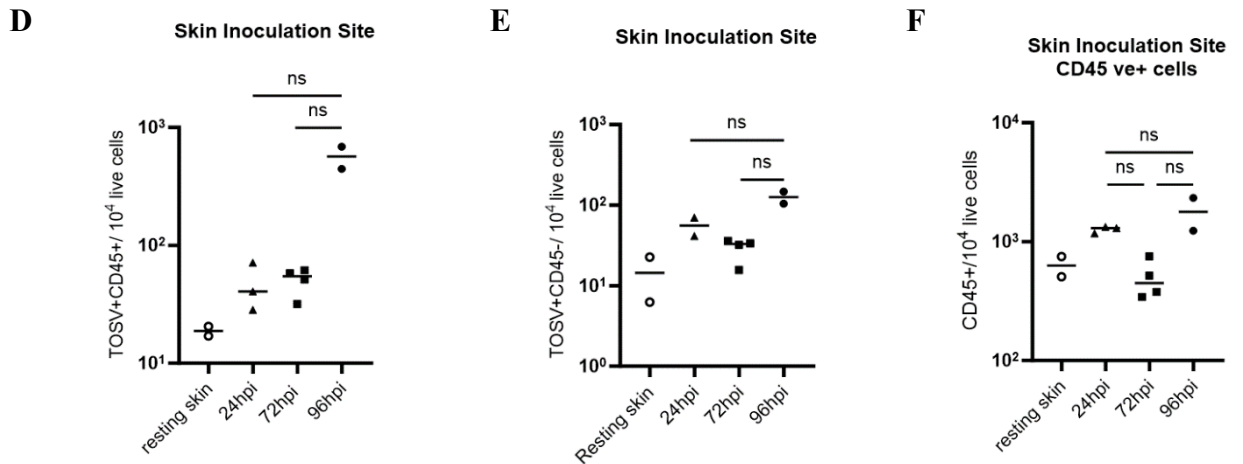 D
Skin Inoculation Site
ns
ns
TOSV+CD45+/ 10⁴ live cells
10³
10²
10¹
resting skin
24hpi
72hpi
96hpi
E
Skin Inoculation Site
ns
ns
TOSV+CD45-/ 10⁴ live cells
10³
10²
10¹
10⁰
Resting skin
24hpi
72hpi
96hpi
F
Skin Inoculation Site
CD45 ve+ cells
ns
ns
ns
CD45+/10⁴ live cells
10⁴
10³
10²
resting skin
24hpi
72hpi
96hpi